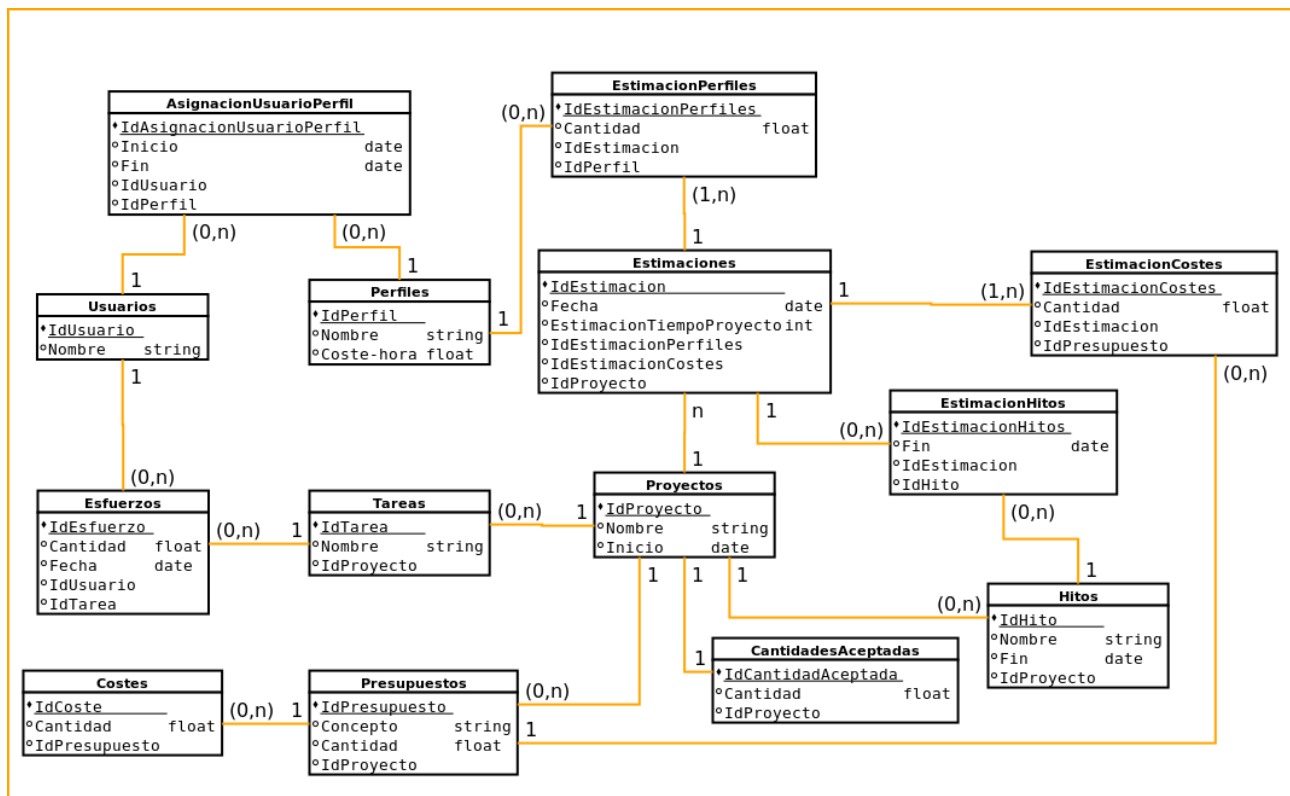 EstimacionPerfiles
IdEstimacionPerfiles
Cantidad float
IdEstimacion
IdPerfil
(0,n)
(1,n)
AsignacionUsuarioPerfil
IdAsignacionUsuarioPerfil
Inicio date
Fin date
IdUsuario
IdPerfil
(0,n)
(0,n)
1
1
1
Estimaciones
IdEstimacion
Fecha date
EstimacionTiempoProyecto int
IdEstimacionPerfiles
IdEstimacionCostes
IdProyecto
1
(1,n)
EstimacionCostes
IdEstimacionCostes
Cantidad float
IdEstimacion
IdPresupuesto
(0,n)
Usuarios
IdUsuario
Nombre string
1
Perfiles
IdPerfil
Nombre string
Coste-hora float
1
n
1
1
(0,n)
EstimacionHitos
IdEstimacionHitos
Fin date
IdEstimacion
IdHito
(0,n)
1
(0,n)
Esfuerzos
IdEsfuerzo
Cantidad float
Fecha date
IdUsuario
IdTarea
(0,n)
1
Tareas
IdTarea
Nombre string
IdProyecto
(0,n)
1
Proyectos
IdProyecto
Nombre string
Inicio date
1
1
1
(0,n)
Hitos
IdHito
Nombre string
Fin date
IdProyecto
1
CantidadesAceptadas
IdCantidadAceptada
Cantidad float
IdProyecto
Costes
IdCoste
Cantidad float
IdPresupuesto
(0,n)
1
Presupuestos
IdPresupuesto
Concepto string
Cantidad float
IdProyecto
(0,n)
1